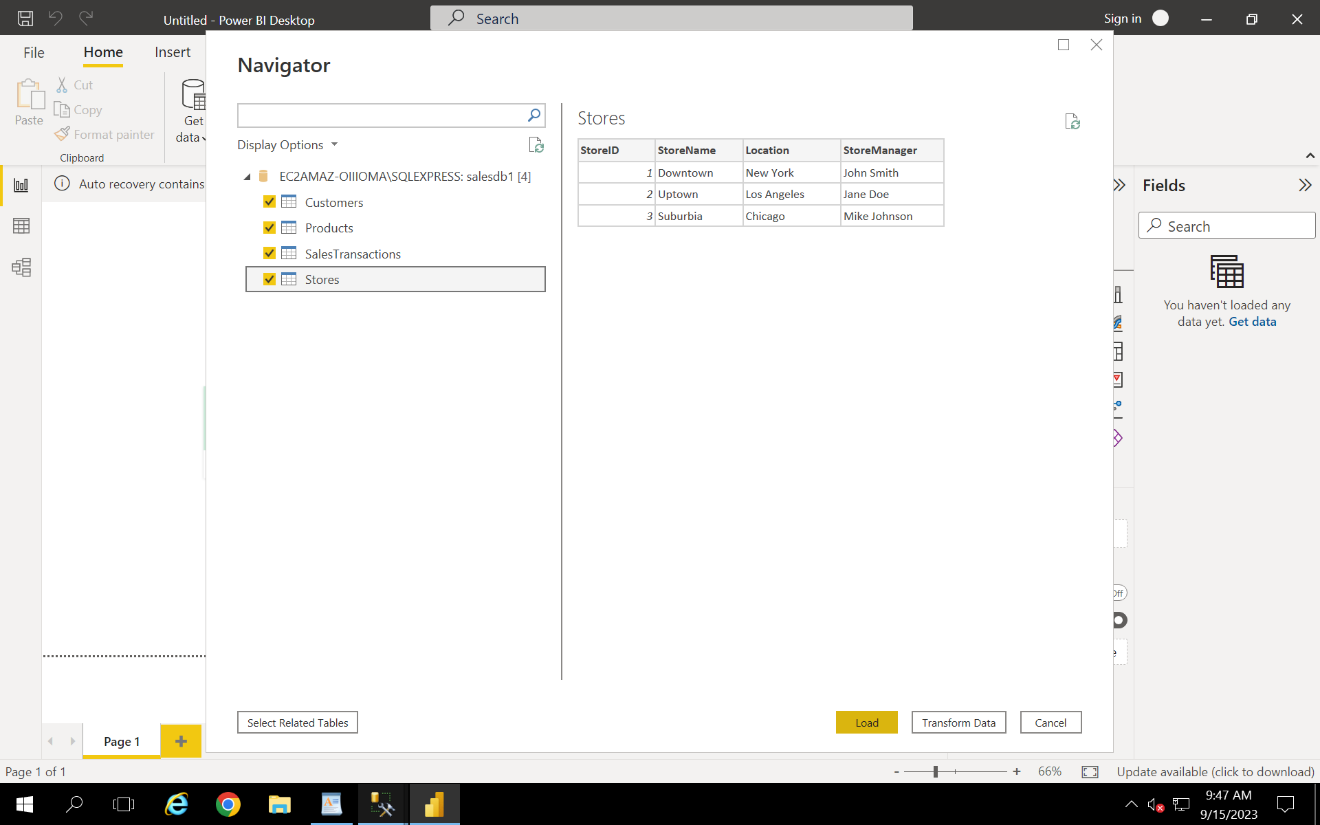 Untitled - Power BI Desktop
Search
Sign in
File
Home
Insert
Paste
Cut
Copy
Format painter
Clipboard
Get
data
Auto recovery contains
Navigator
Display Options
EC2AMAZ-OIIIOMA\SQLEXPRESS: salesdb1 [4]
Customers
Products
SalesTransactions
Stores
Stores
StoreID StoreName Location StoreManager
1 Downtown New York John Smith
2 Uptown Los Angeles Jane Doe
3 Suburbia Chicago Mike Johnson
Select Related Tables
Load
Transform Data
Cancel
Fields
Search
You haven't loaded any
data yet. Get data
Page 1
Page 1 of 1
66%
Update available (click to download)
9:47 AM
9/15/2023